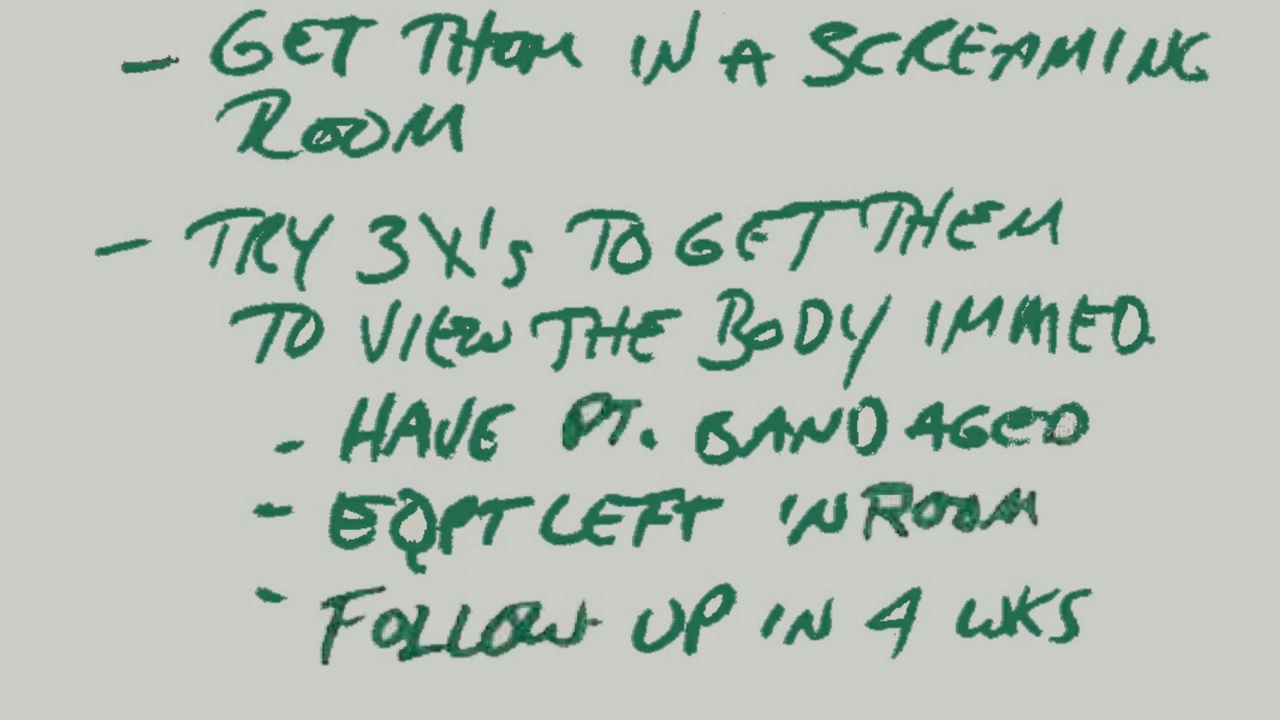 - GET THEM IN A SCREAMING
ROOM
- TRY 3X's TO GET THEM
TO VIEW THE BODY IMMED.
- HAVE PT. BANDAGED
- EQPT LEFT IN ROOM
- FOLLOW UP IN 4 WKS